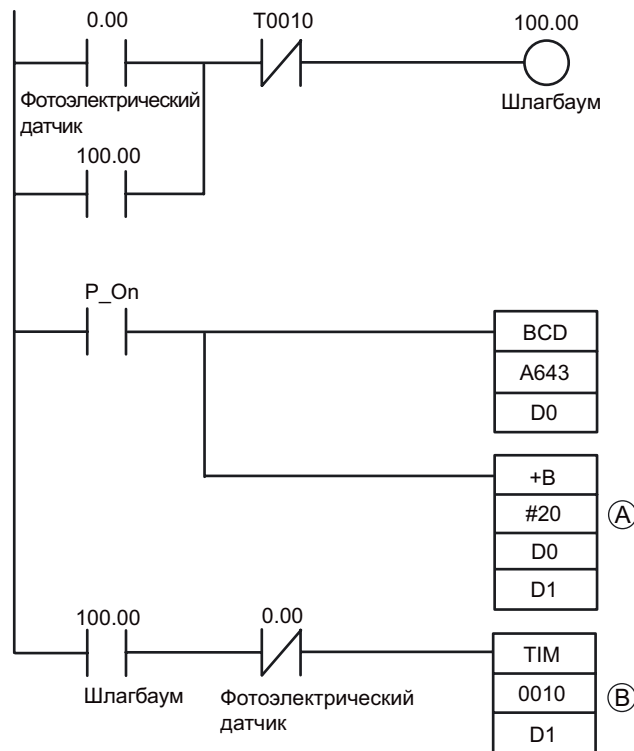 0.00 T0010 100.00
Фотоэлектрический
датчик
Шлагбаум
100.00
P_On
BCD
A643
D0
+B
#20
D0
D1
A
100.00 0.00
Шлагбаум
Фотоэлектрический
датчик
TIM
0010
D1
B